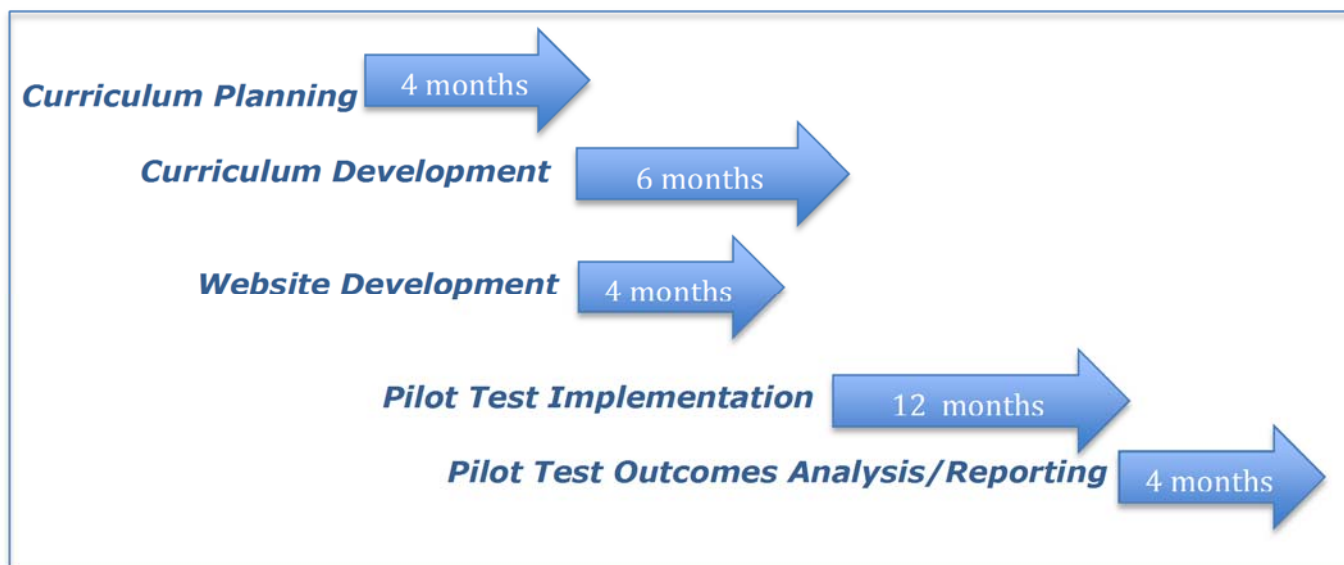 4 months
Curriculum Planning
Curriculum Development
6 months
Website Development
4 months
Pilot Test Implementation
12 months
Pilot Test Outcomes Analysis/Reporting
4 months